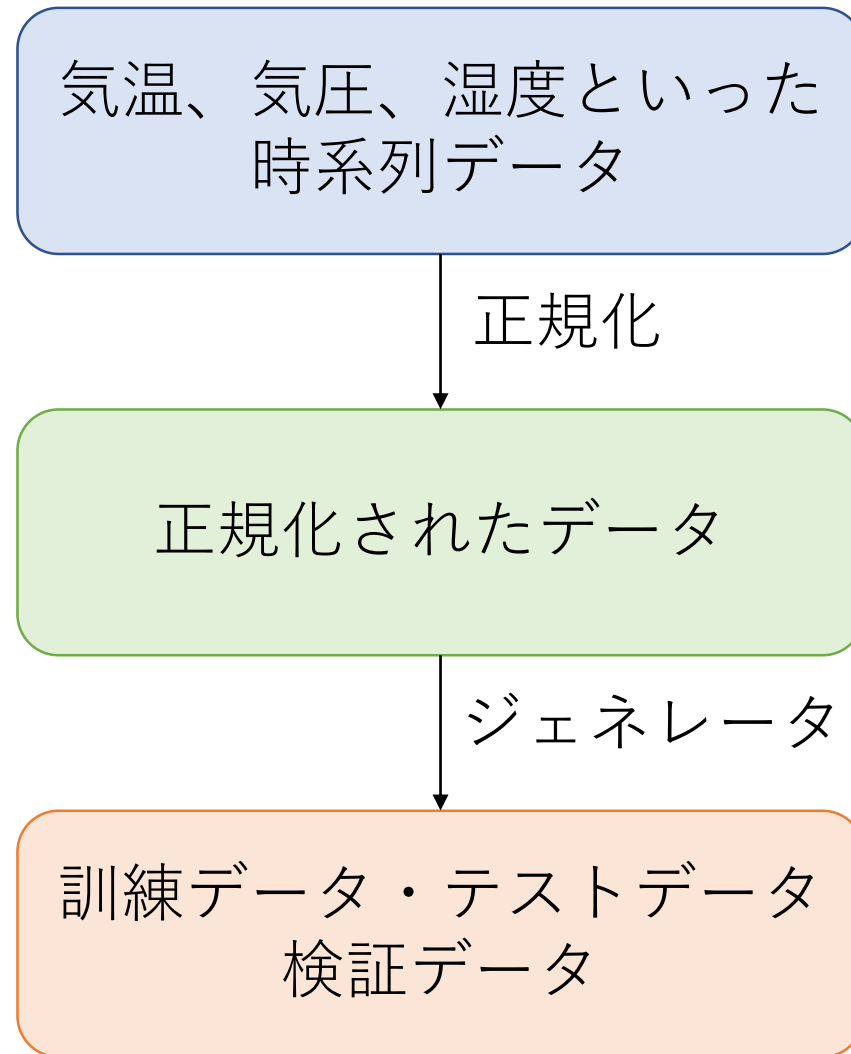 気温、気圧、湿度といった
時系列データ
正規化
正規化されたデータ
ジェネレータ
訓練データ・テストデータ
検証データ